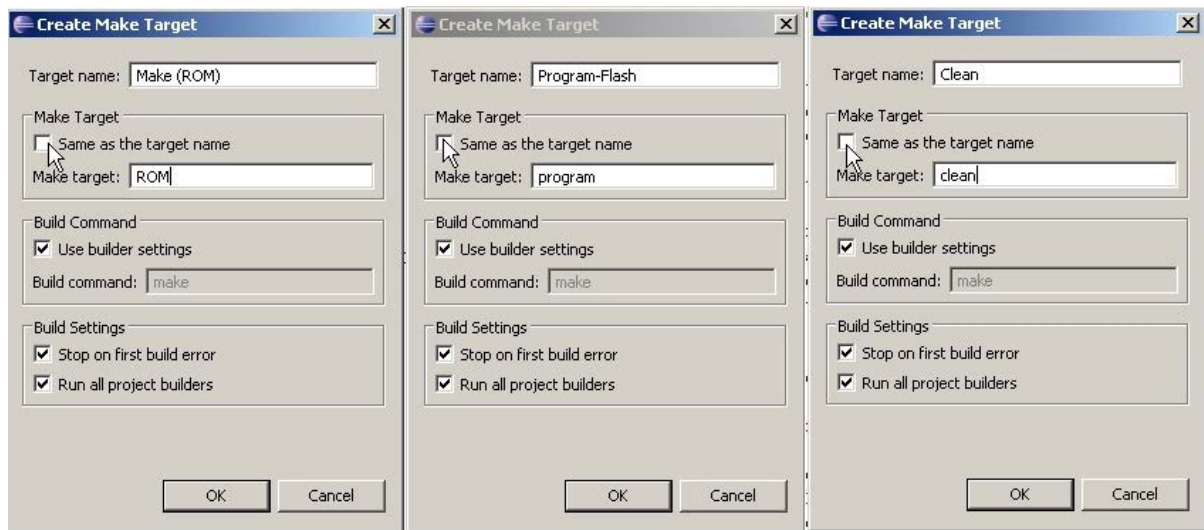 Create Make Target
Target name: Make (ROM)
Make Target
Same as the target name
Make target: ROM
Build Command
Use builder settings
Build command: make
Build Settings
Stop on first build error
Run all project builders
OK Cancel
Create Make Target
Target name: Program-Flash
Make Target
Same as the target name
Make target: program
Build Command
Use builder settings
Build command: make
Build Settings
Stop on first build error
Run all project builders
OK Cancel
Create Make Target
Target name: Clean
Make Target
Same as the target name
Make target: clean
Build Command
Use builder settings
Build command: make
Build Settings
Stop on first build error
Run all project builders
OK Cancel